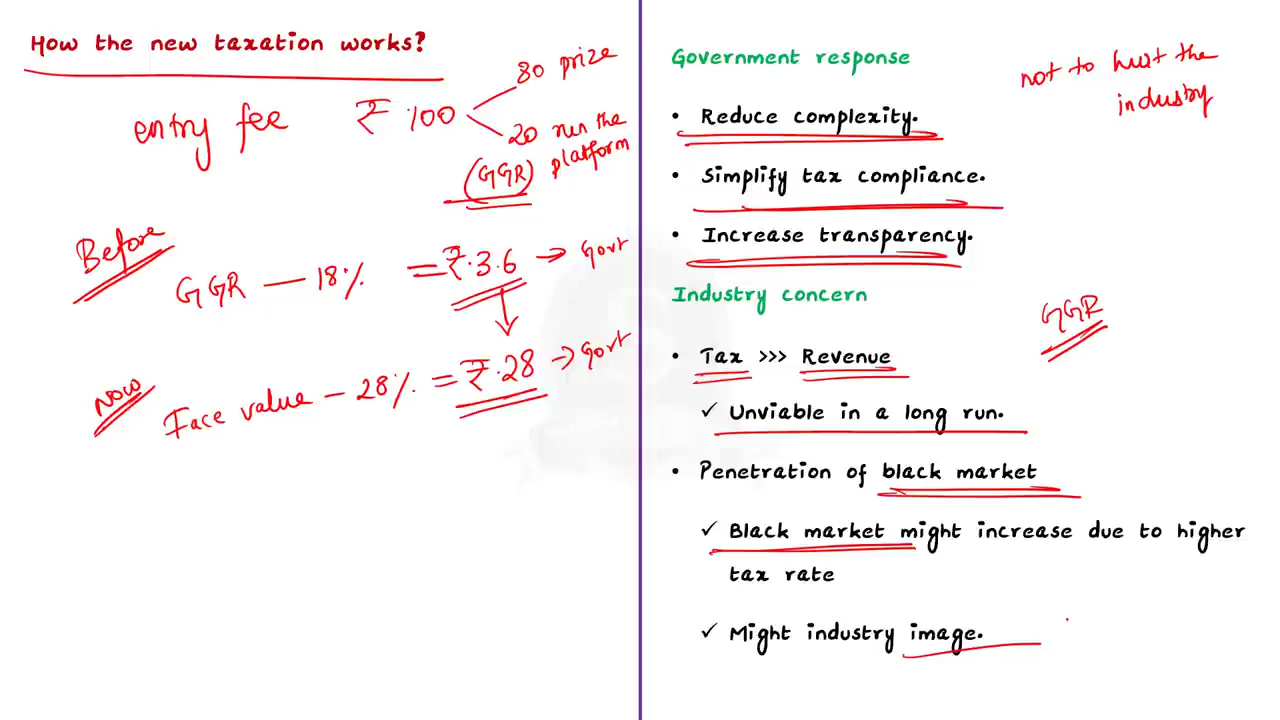 How the new taxation works?
entry fee ₹ 100
80 prize
20 run the platform
(GGR)
Before
GGR — 18% = ₹.3.6 → Govt
Now
Face value – 28% = ₹.28 → Govt
Government response
not to hurt the
industry
• Reduce complexity.
• Simplify tax compliance.
• Increase transparency.
Industry concern
GGR
• Tax >>> Revenue
✓ Unviable in a long run.
• Penetration of black market
✓ Black market might increase due to higher
tax rate
✓ Might industry image.